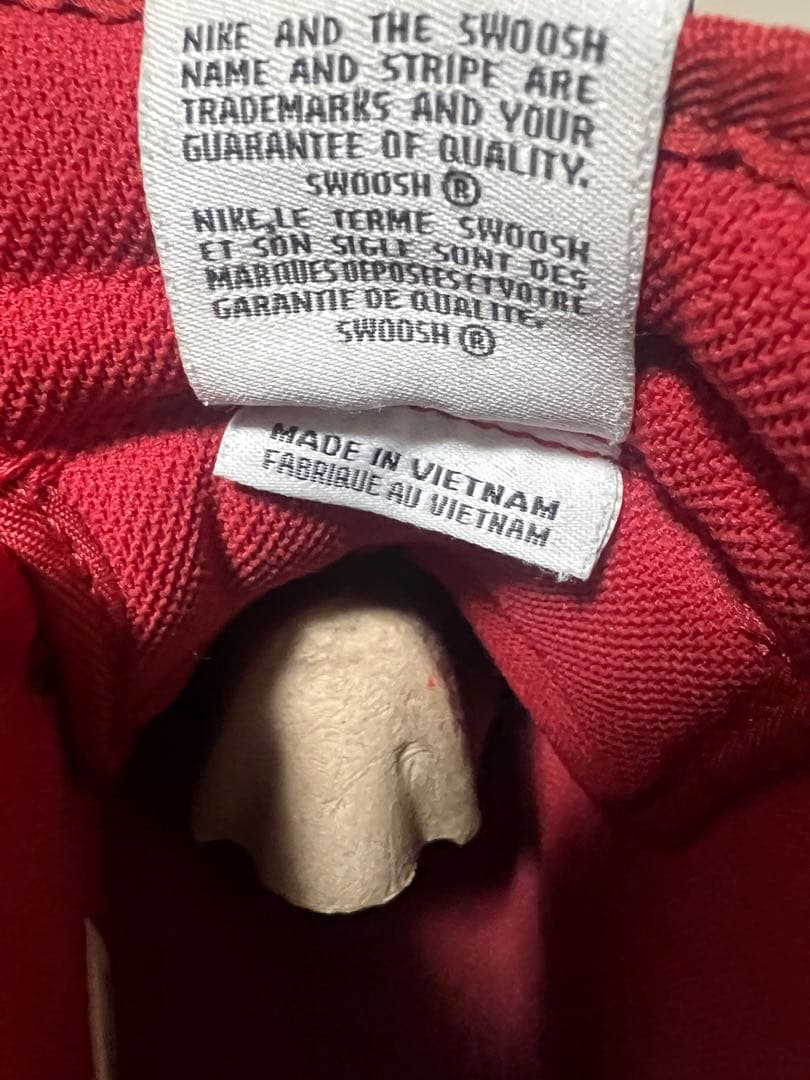 NIKE AND THE SWOOSH
NAME AND STRIPE ARE
TRADEMARKS AND YOUR
GUARANTEE OF QUALITY.
SWOOSH ®
NIKE, LE TERME SWOOSH
ET SON SIGLE SONT DES
MARQUES DEPOSEES ET VOTRE
GARANTIE DE QUALITE.
SWOOSH ®
MADE IN VIETNAM
FABRIQUE AU VIETNAM